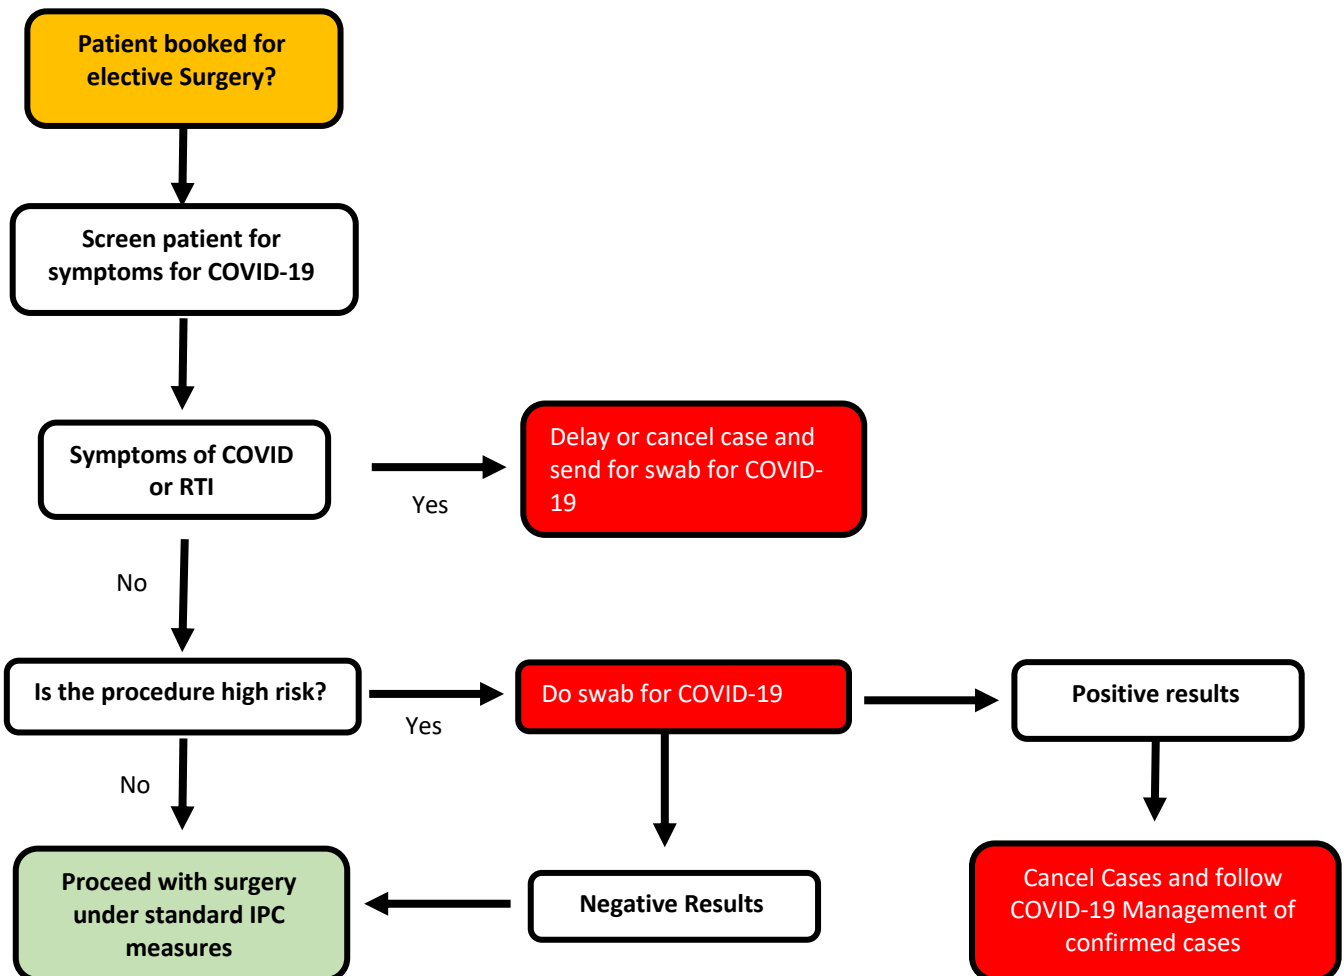 Patient booked for
elective Surgery?
Screen patient for
symptoms for COVID-19
Symptoms of COVID
or RTI
Yes
Delay or cancel case and
send for swab for COVID-
19
No
Is the procedure high risk?
Yes
Do swab for COVID-19
Positive results
No
Proceed with surgery
under standard IPC
measures
Negative Results
Cancel Cases and follow
COVID-19 Management of
confirmed cases